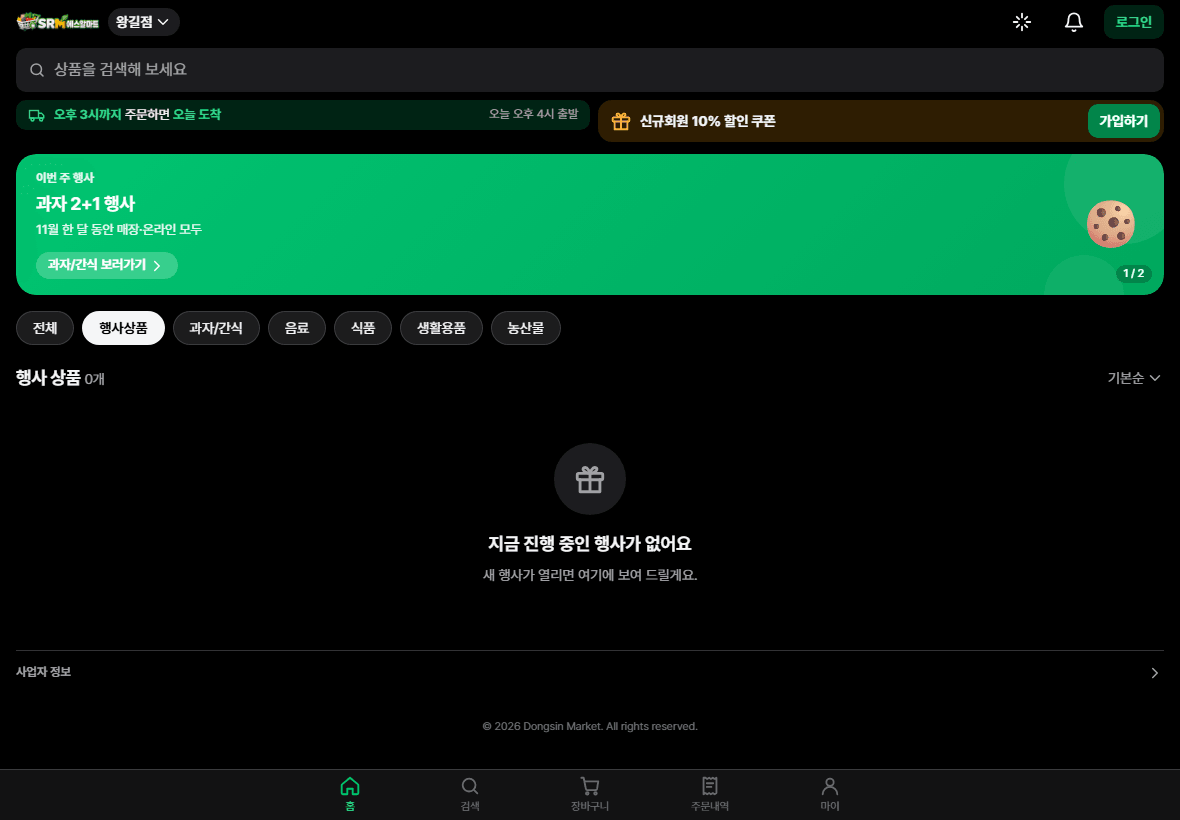 SRM에스알마트
왕길점
로그인
상품을 검색해 보세요
오후 3시까지 주문하면 오늘 도착
오늘 오후 4시 출발
신규회원 10% 할인 쿠폰
가입하기
이번 주 행사
과자 2+1 행사
11월 한 달 동안 매장·온라인 모두
과자/간식 보러가기
1 / 2
전체
행사상품
과자/간식
음료
식품
생활용품
농산물
행사 상품 0개
기본순
지금 진행 중인 행사가 없어요
새 행사가 열리면 여기에 보여 드릴게요.
사업자 정보
© 2026 Dongsin Market. All rights reserved.
홈
검색
장바구니
주문내역
마이